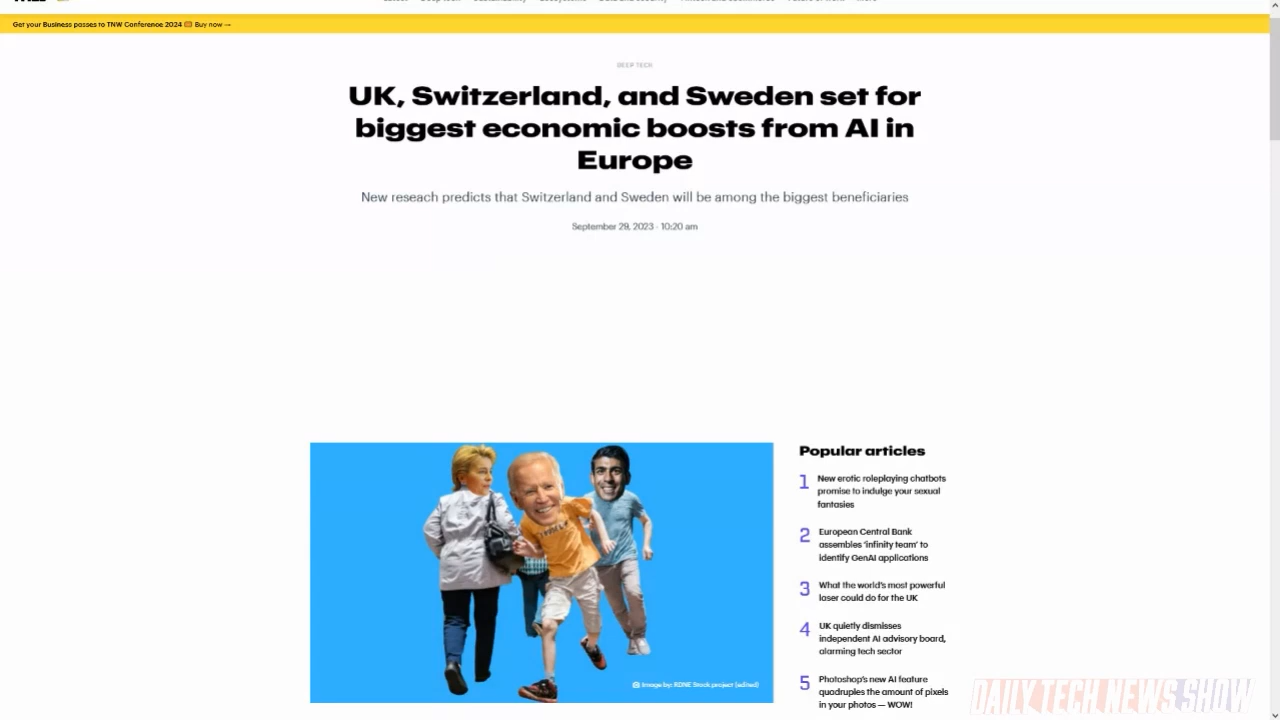 Get your Business passes to TNW Conference 2024 🎟 Buy now →
DEEP TECH
UK, Switzerland, and Sweden set for
biggest economic boosts from AI in
Europe
New reseach predicts that Switzerland and Sweden will be among the biggest beneficiaries
September 29, 2023 - 10:20 am
Image by: RDNE Stock project (edited)
Popular articles
1 New erotic roleplaying chatbots
promise to indulge your sexual
fantasies
2 European Central Bank
assembles ‘infinity team’ to
identify GenAI applications
3 What the world’s most powerful
laser could do for the UK
4 UK quietly dismisses
independent AI advisory board,
alarming tech sector
5 Photoshop’s new AI feature
quadruples the amount of pixels
in your photos — WOW!
DAILY TECH NEWS SHOW